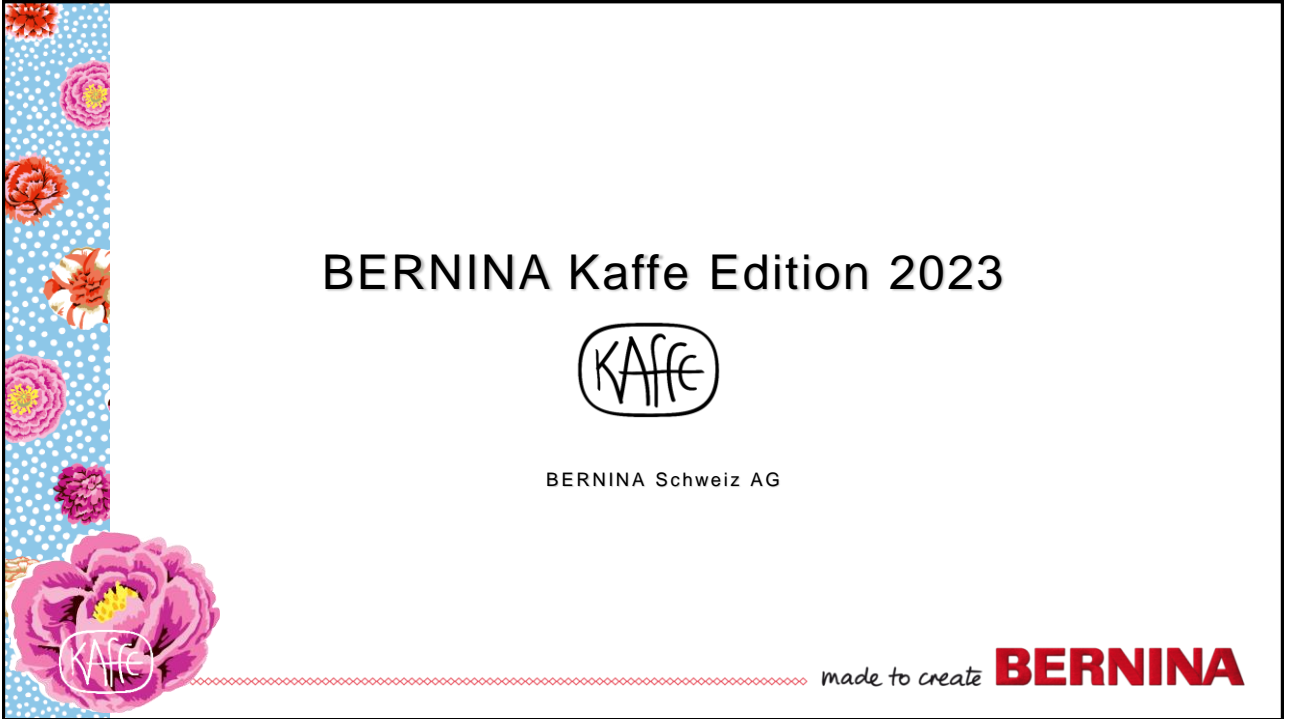 BERNINA Kaffe Edition 2023
KAffE
BERNINA Schweiz AG
KAffE
made to create BERNINA